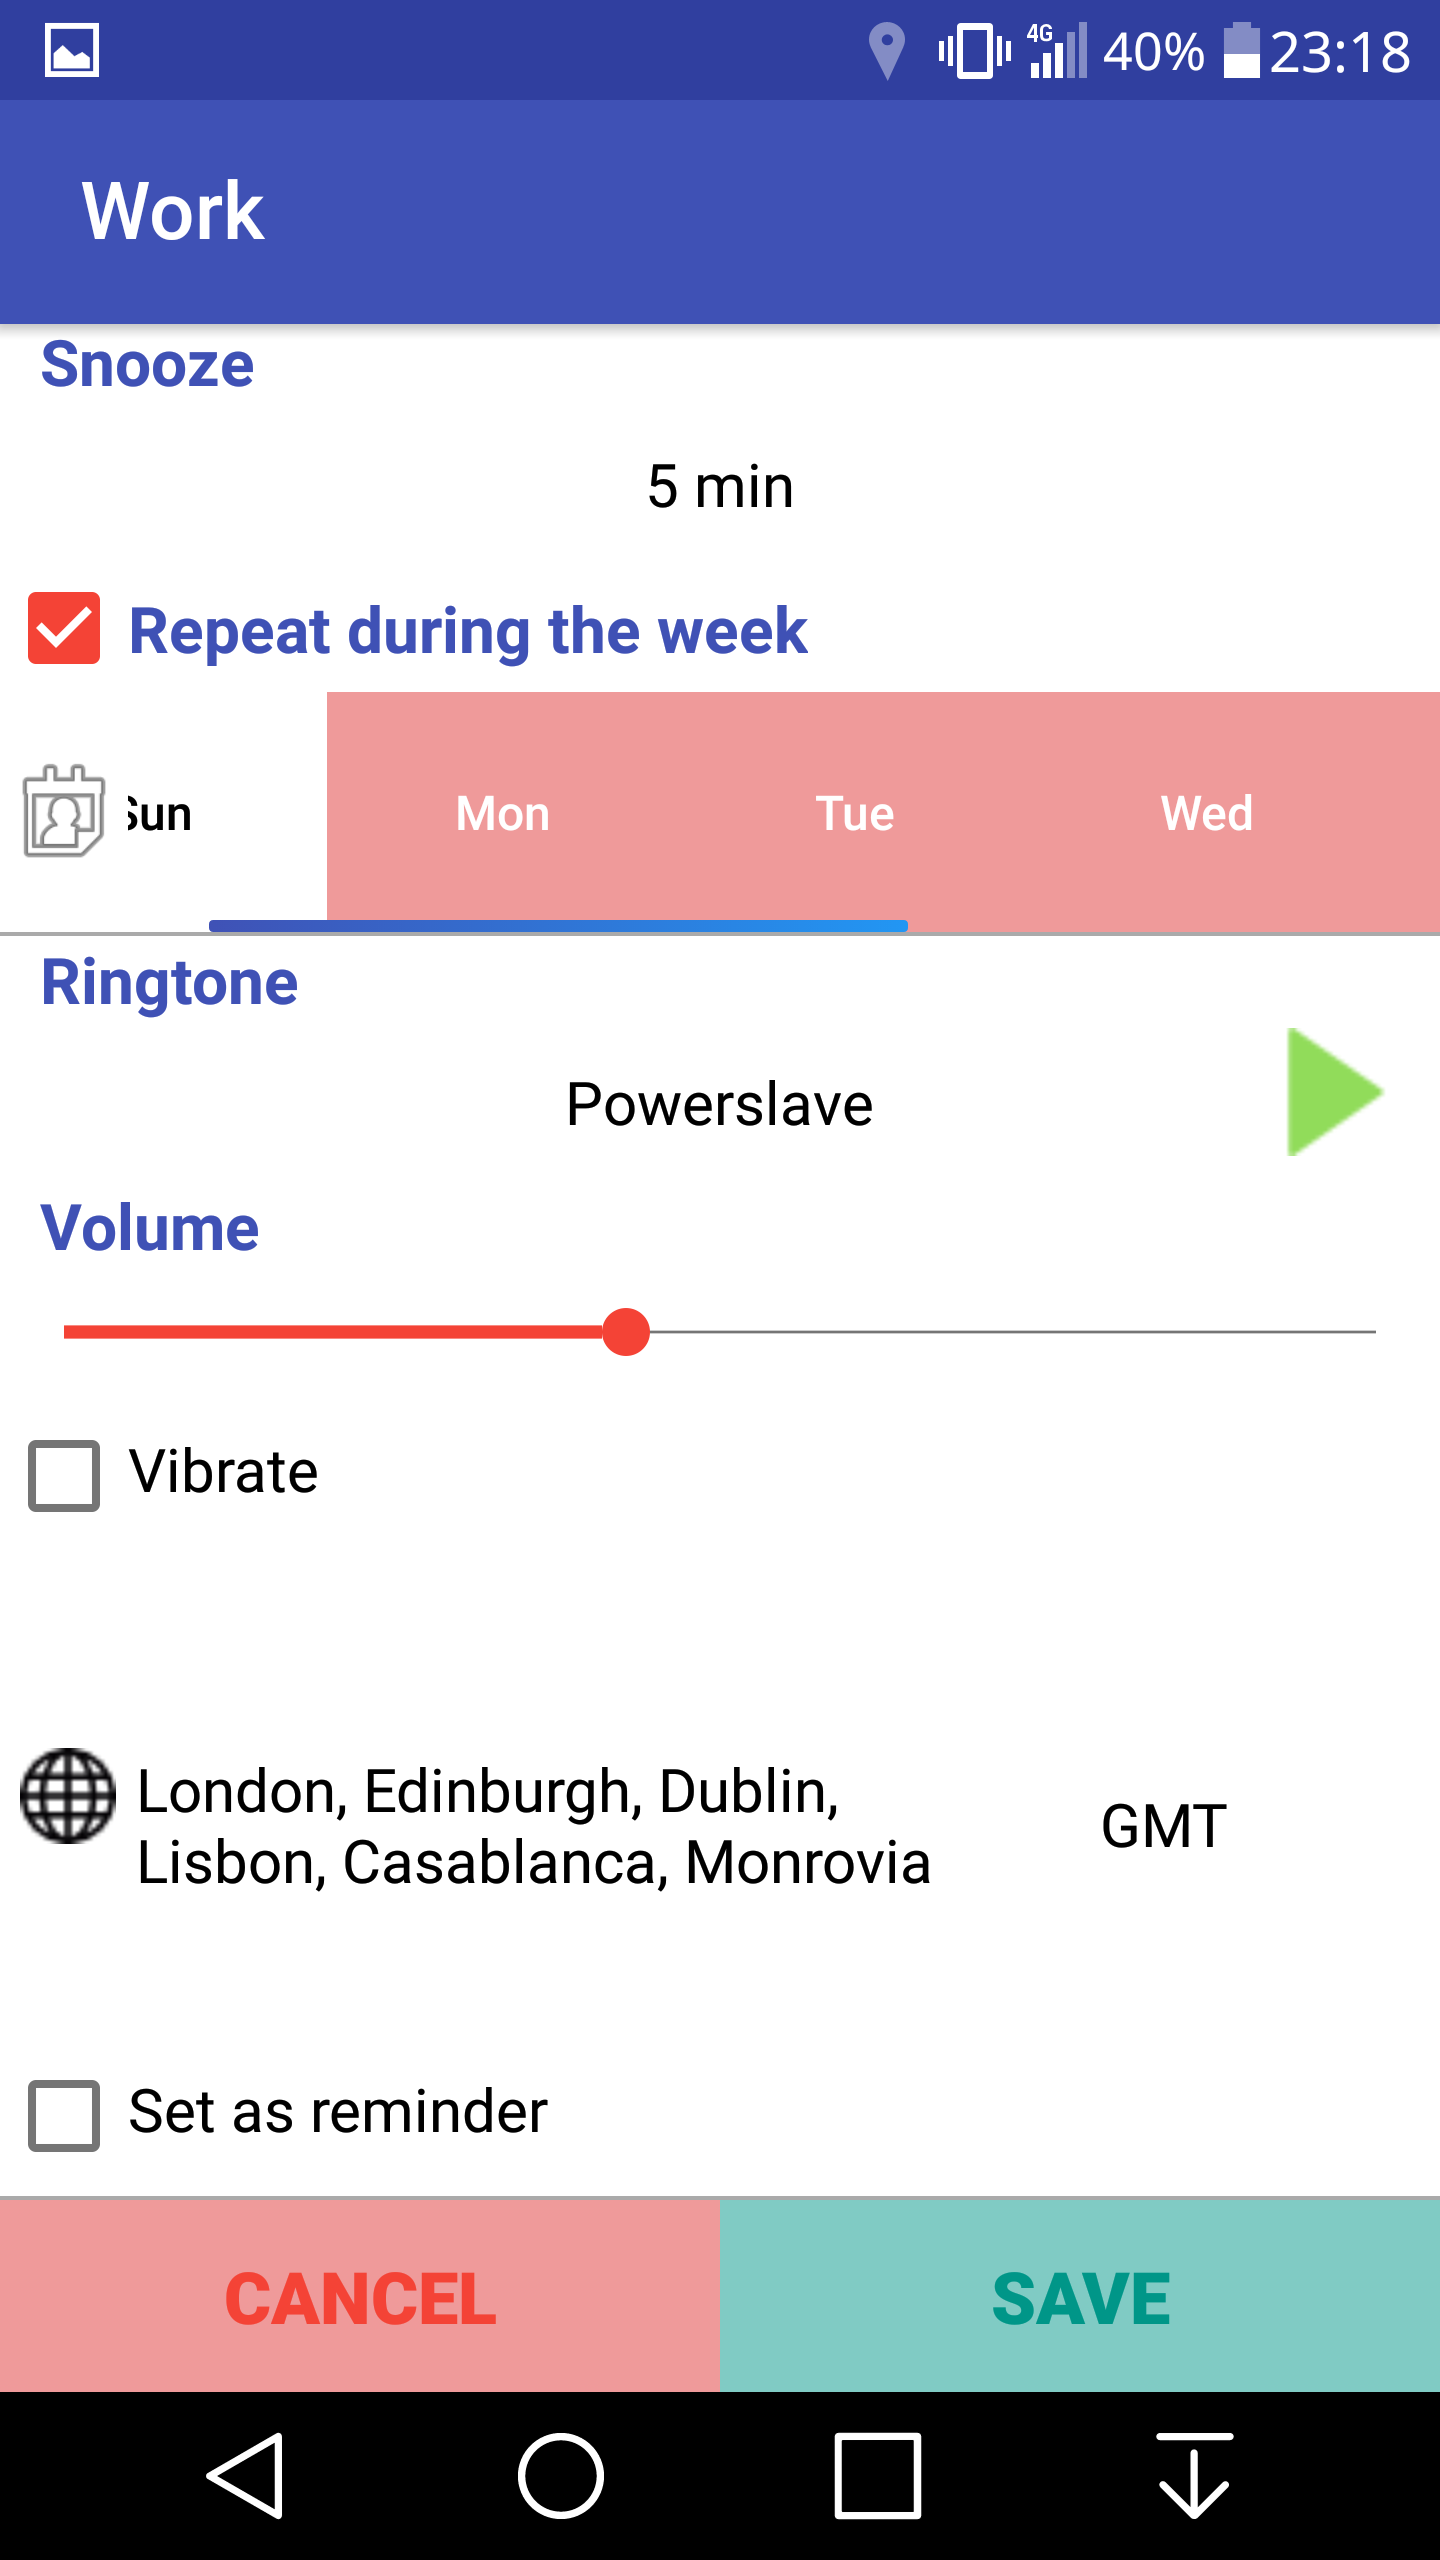 4G 40% 23:18
Work
Snooze
5 min
Repeat during the week
Sun Mon Tue Wed
Ringtone
Powerslave
Volume
Vibrate
London, Edinburgh, Dublin,
Lisbon, Casablanca, Monrovia
GMT
Set as reminder
CANCEL SAVE